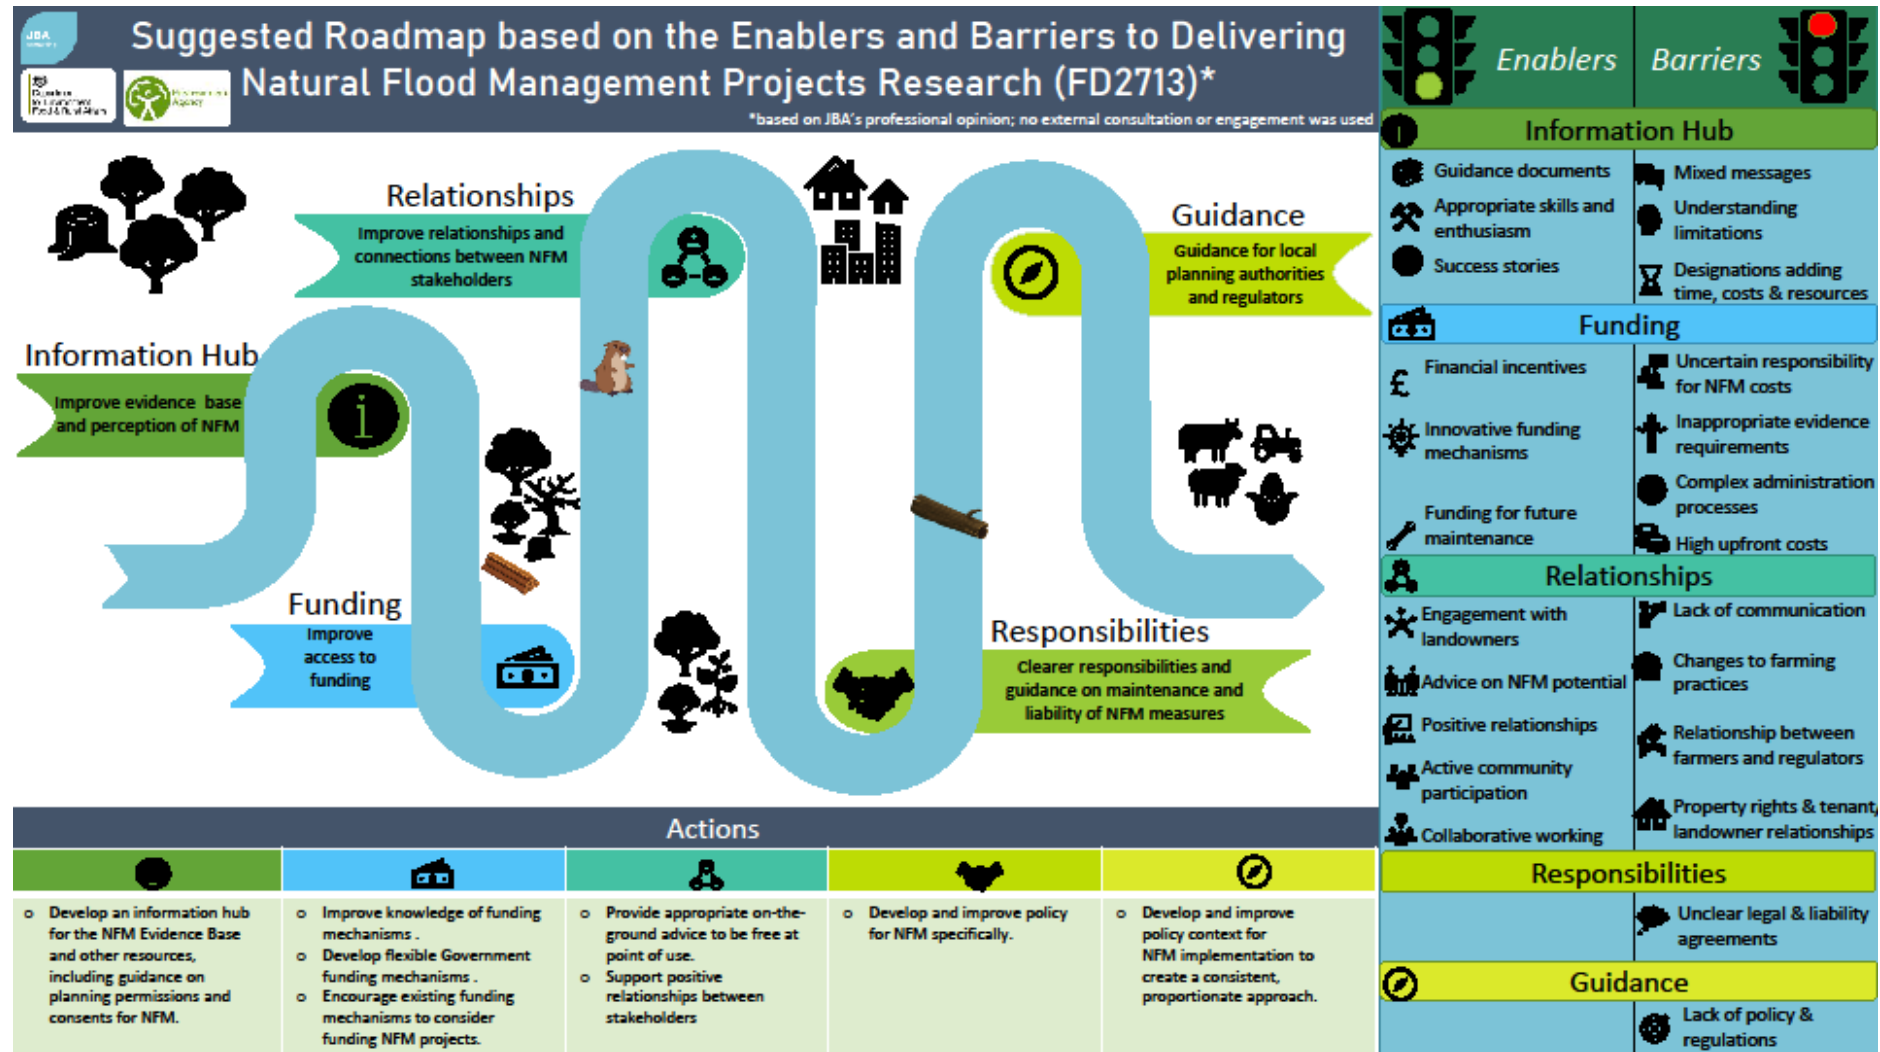 JBA
Suggested Roadmap based on the Enablers and Barriers to Delivering
Natural Flood Management Projects Research (FD2713)*
*based on JBA's professional opinion; no external consultation or engagement was used
Department
for Environment
Food & Rural Affairs
Environment
Agency
Relationships
Improve relationships and
connections between NFM
stakeholders
Guidance
Guidance for local
planning authorities
and regulators
Information Hub
Improve evidence base
and perception of NFM
i
Funding
Improve
access to
funding
Responsibilities
Clearer responsibilities and
guidance on maintenance and
liability of NFM measures
Actions
o Develop an information hub
for the NFM Evidence Base
and other resources,
including guidance on
planning permissions and
consents for NFM.
o Improve knowledge of funding
mechanisms .
o Develop flexible Government
funding mechanisms .
o Encourage existing funding
mechanisms to consider
funding NFM projects.
o Provide appropriate on-the-
ground advice to be free at
point of use.
o Support positive
relationships between
stakeholders
o Develop and improve policy
for NFM specifically.
o Develop and improve
policy context for
NFM implementation to
create a consistent,
proportionate approach.
Enablers
Barriers
Information Hub
Guidance documents
Appropriate skills and
enthusiasm
Success stories
Mixed messages
Understanding
limitations
Designations adding
time, costs & resources
Funding
£
Financial incentives
Innovative funding
mechanisms
Funding for future
maintenance
Uncertain responsibility
for NFM costs
Inappropriate evidence
requirements
Complex administration
processes
High upfront costs
Relationships
Engagement with
landowners
Advice on NFM potential
Positive relationships
Active community
participation
Collaborative working
Lack of communication
Changes to farming
practices
Relationship between
farmers and regulators
Property rights & tenant/
landowner relationships
Responsibilities
Unclear legal & liability
agreements
Guidance
Lack of policy &
regulations